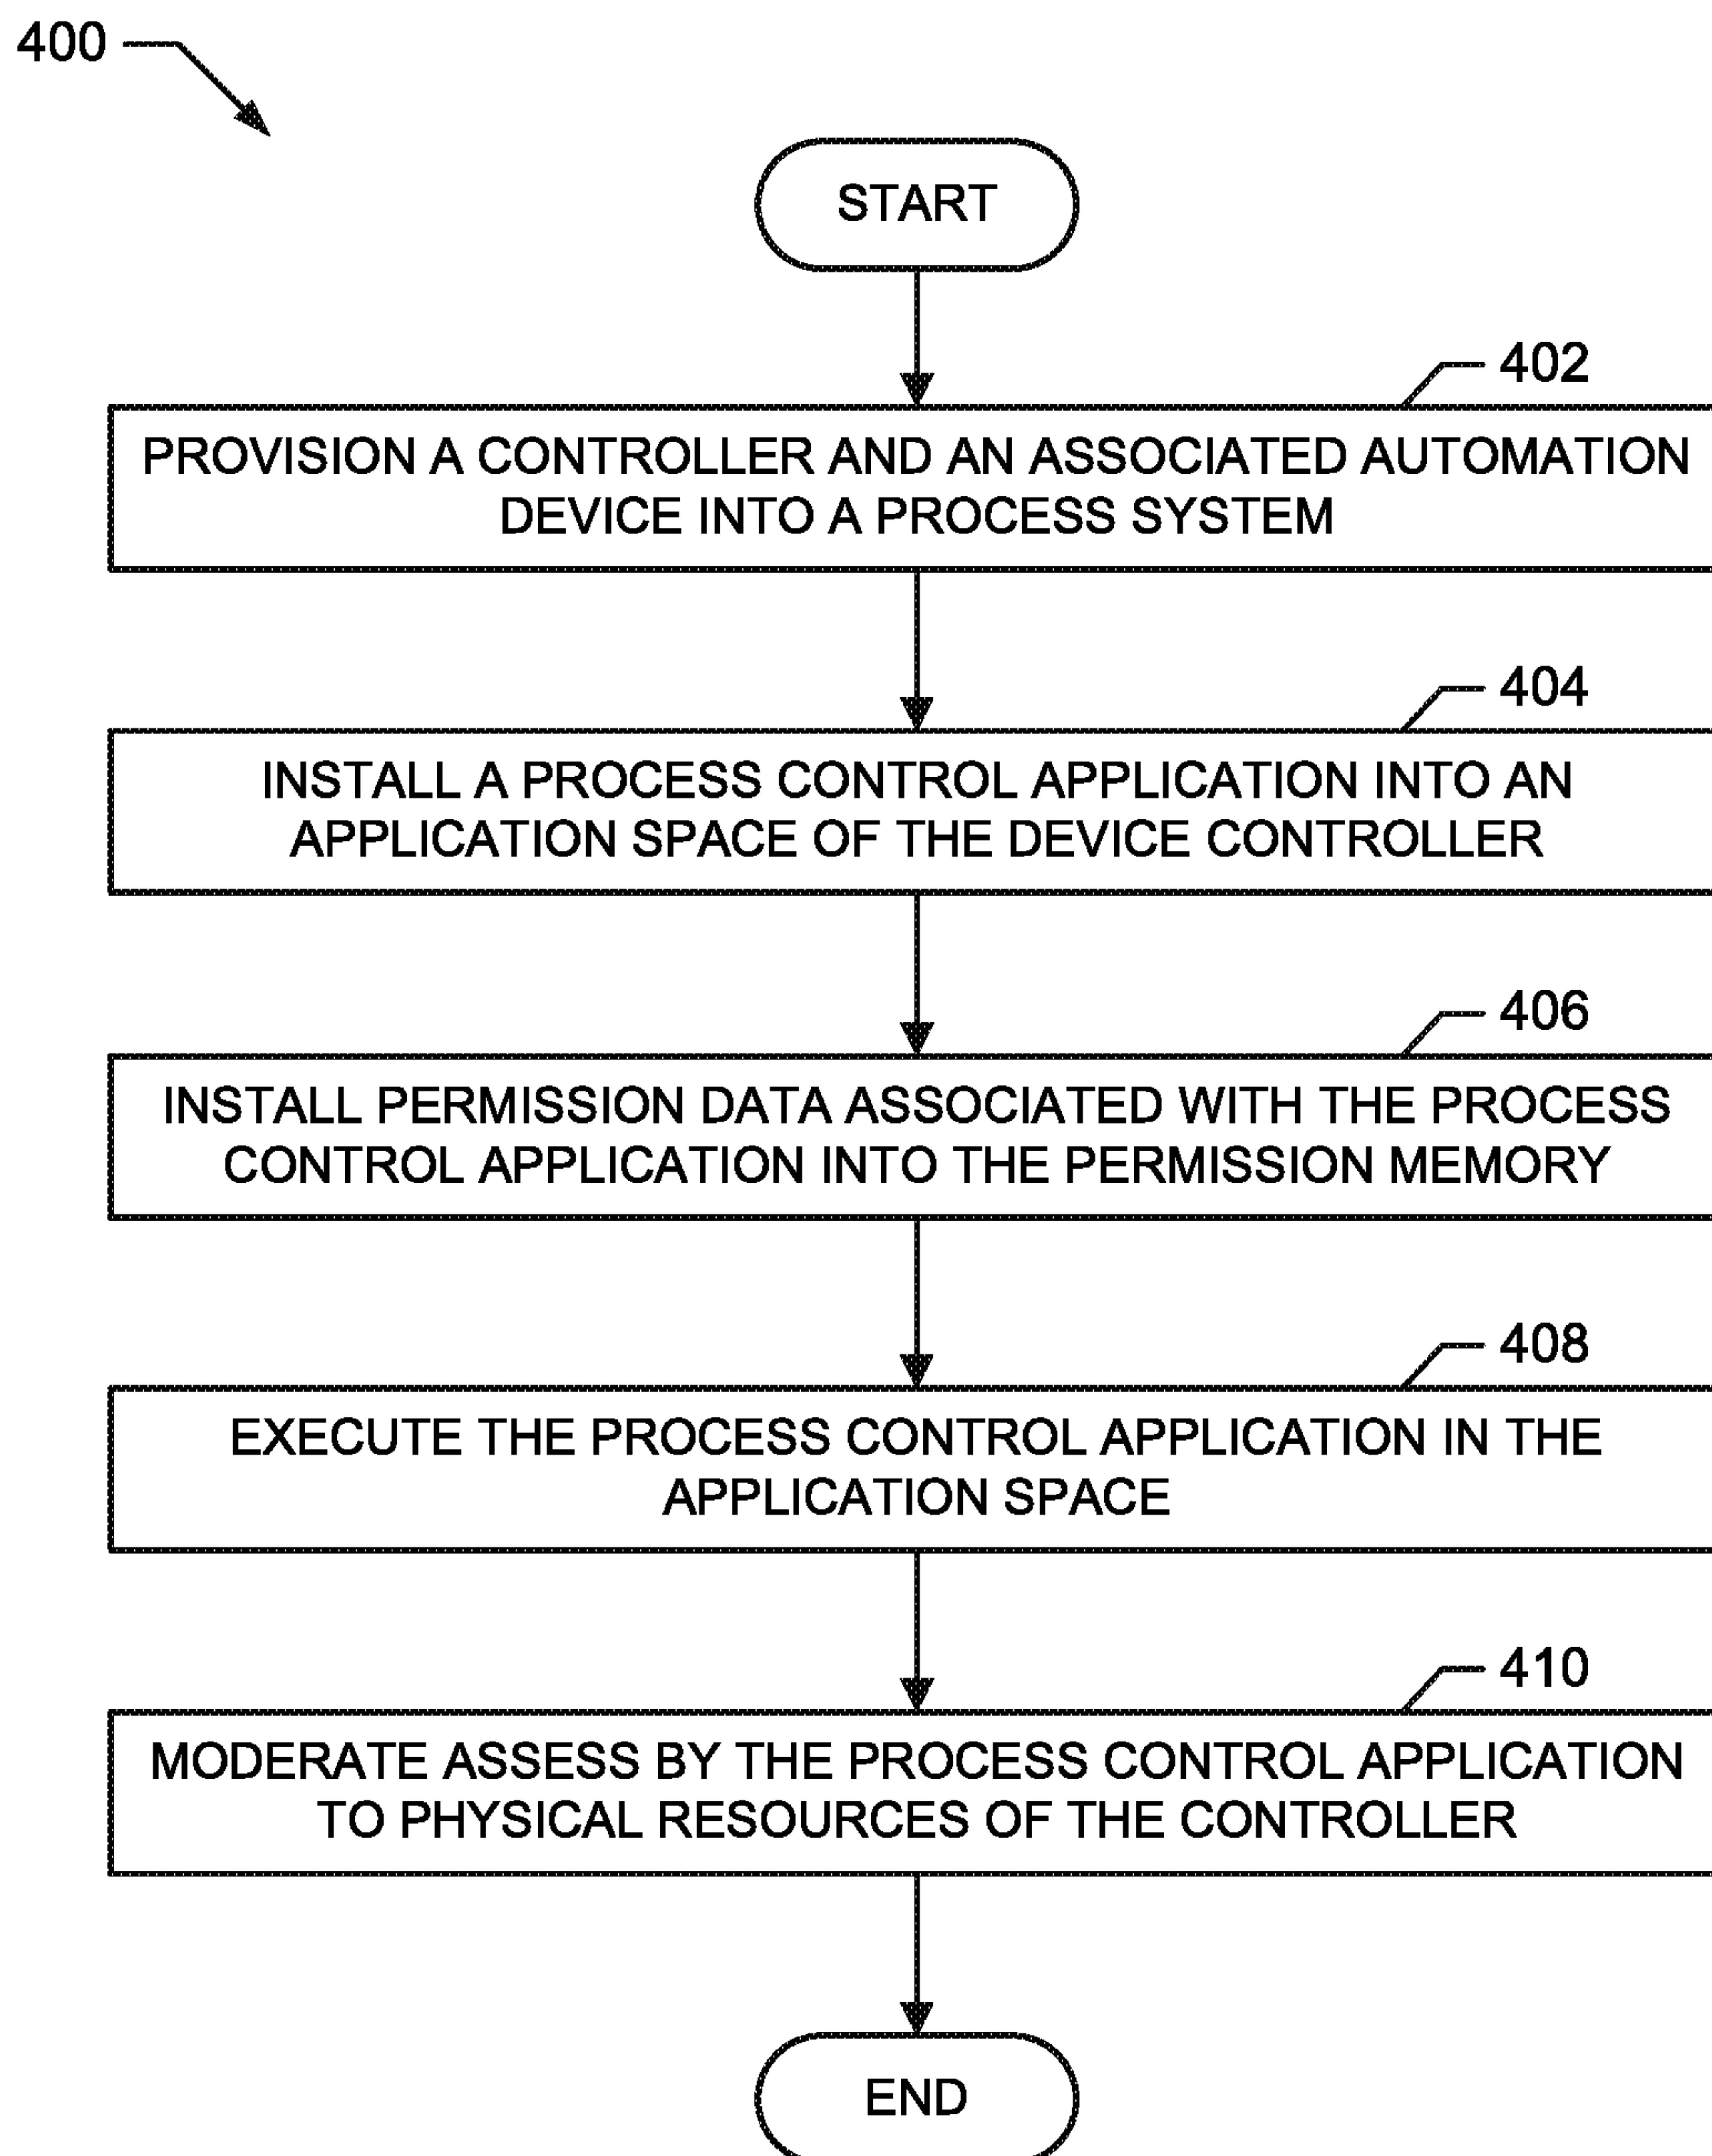 400
START
402
PROVISION A CONTROLLER AND AN ASSOCIATED AUTOMATION
DEVICE INTO A PROCESS SYSTEM
404
INSTALL A PROCESS CONTROL APPLICATION INTO AN
APPLICATION SPACE OF THE DEVICE CONTROLLER
406
INSTALL PERMISSION DATA ASSOCIATED WITH THE PROCESS
CONTROL APPLICATION INTO THE PERMISSION MEMORY
408
EXECUTE THE PROCESS CONTROL APPLICATION IN THE
APPLICATION SPACE
410
MODERATE ASSESS BY THE PROCESS CONTROL APPLICATION
TO PHYSICAL RESOURCES OF THE CONTROLLER
END